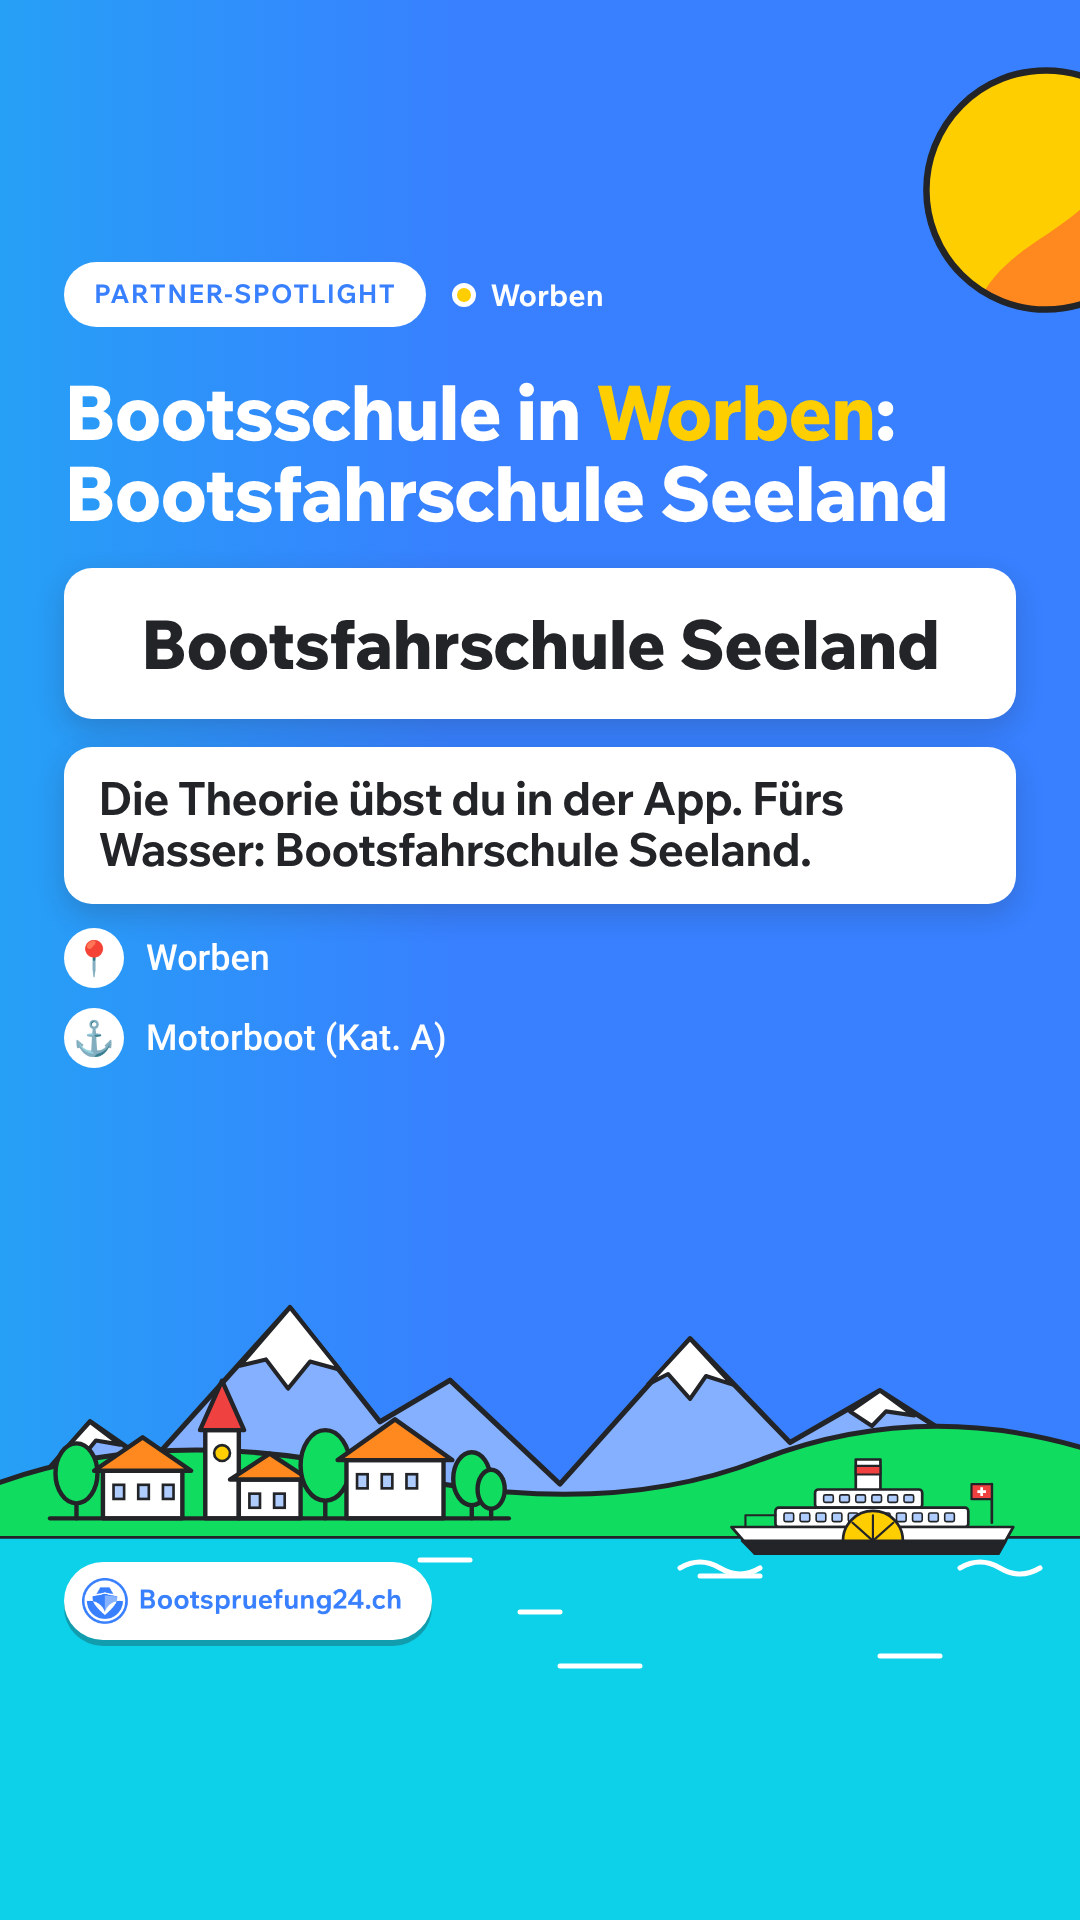 PARTNER-SPOTLIGHT
Worben
Bootsschule in Worben:
Bootsfahrschule Seeland
Bootsfahrschule Seeland
Die Theorie übst du in der App. Fürs
Wasser: Bootsfahrschule Seeland.
Worben
Motorboot (Kat. A)
Bootspruefung24.ch